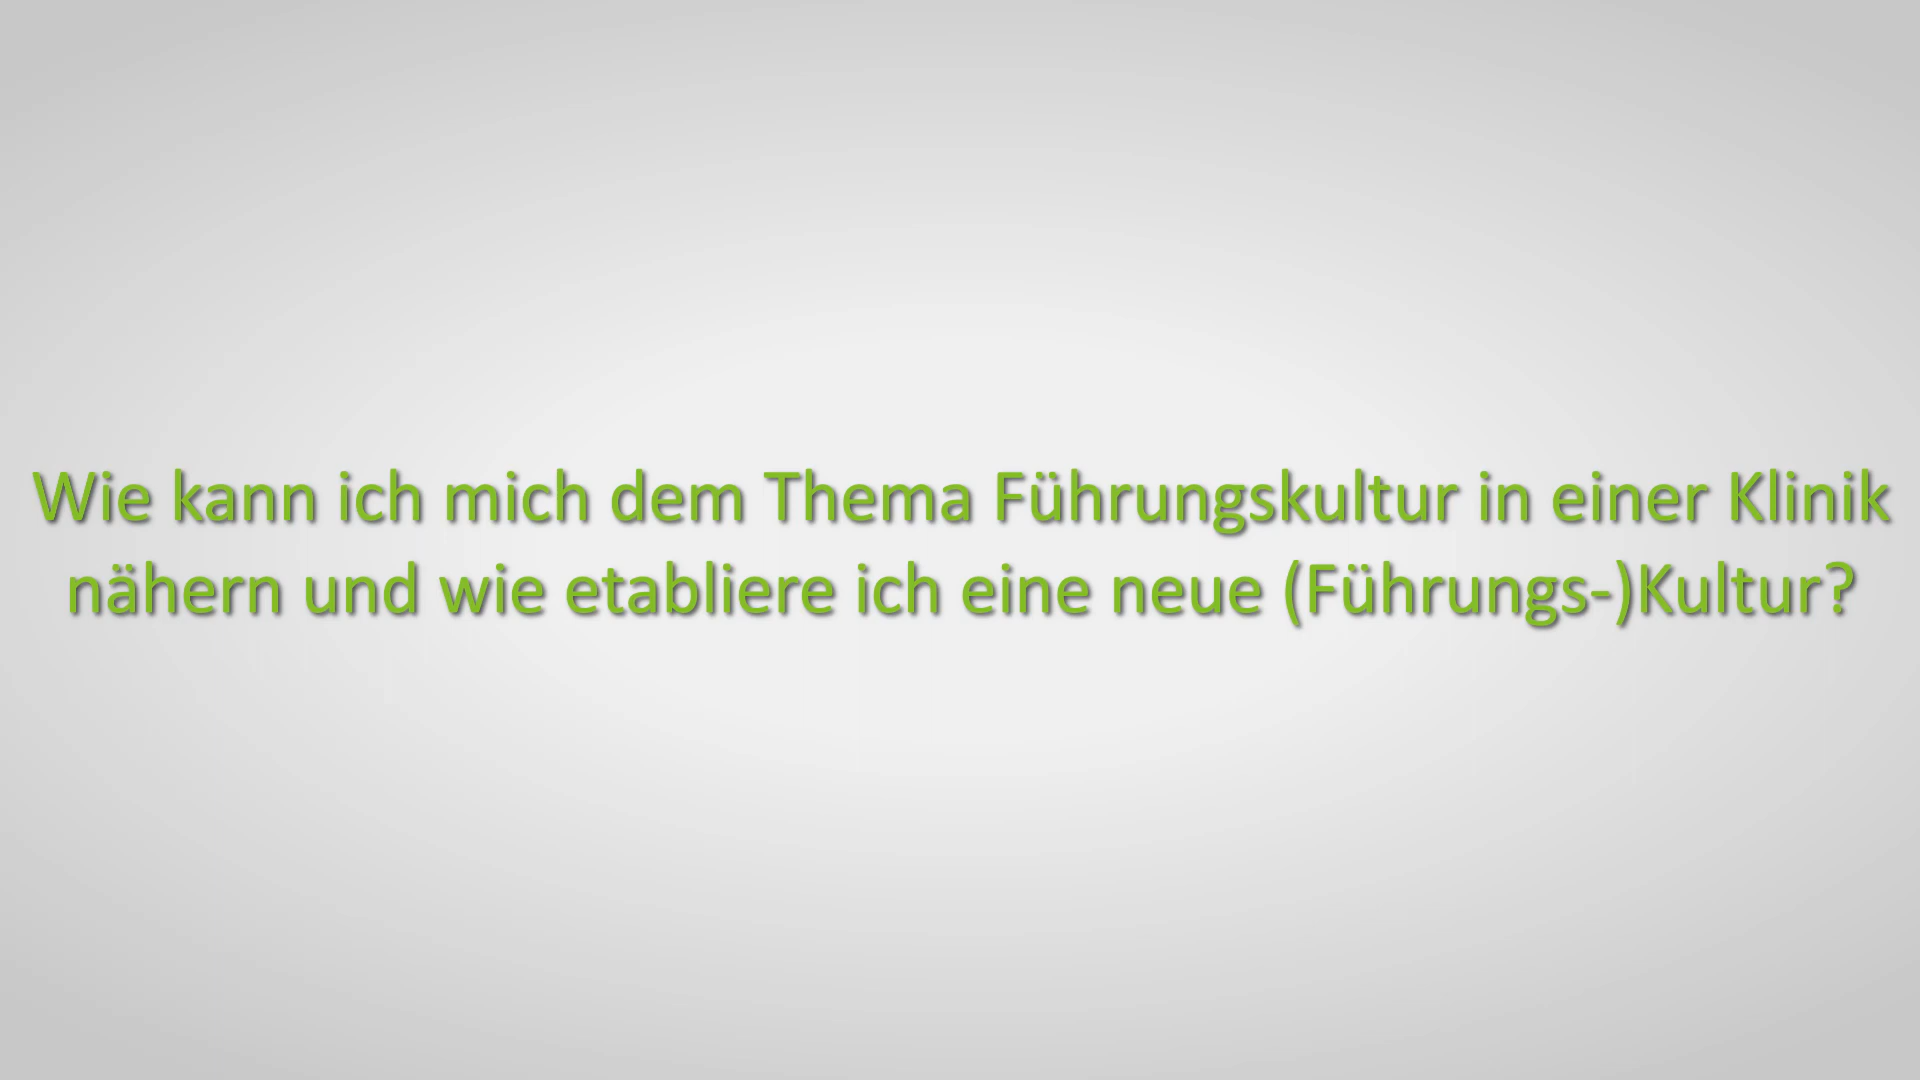 Wie kann ich mich dem Thema Führungskultur in einer Klinik
nähern und wie etabliere ich eine neue (Führungs-)Kultur?